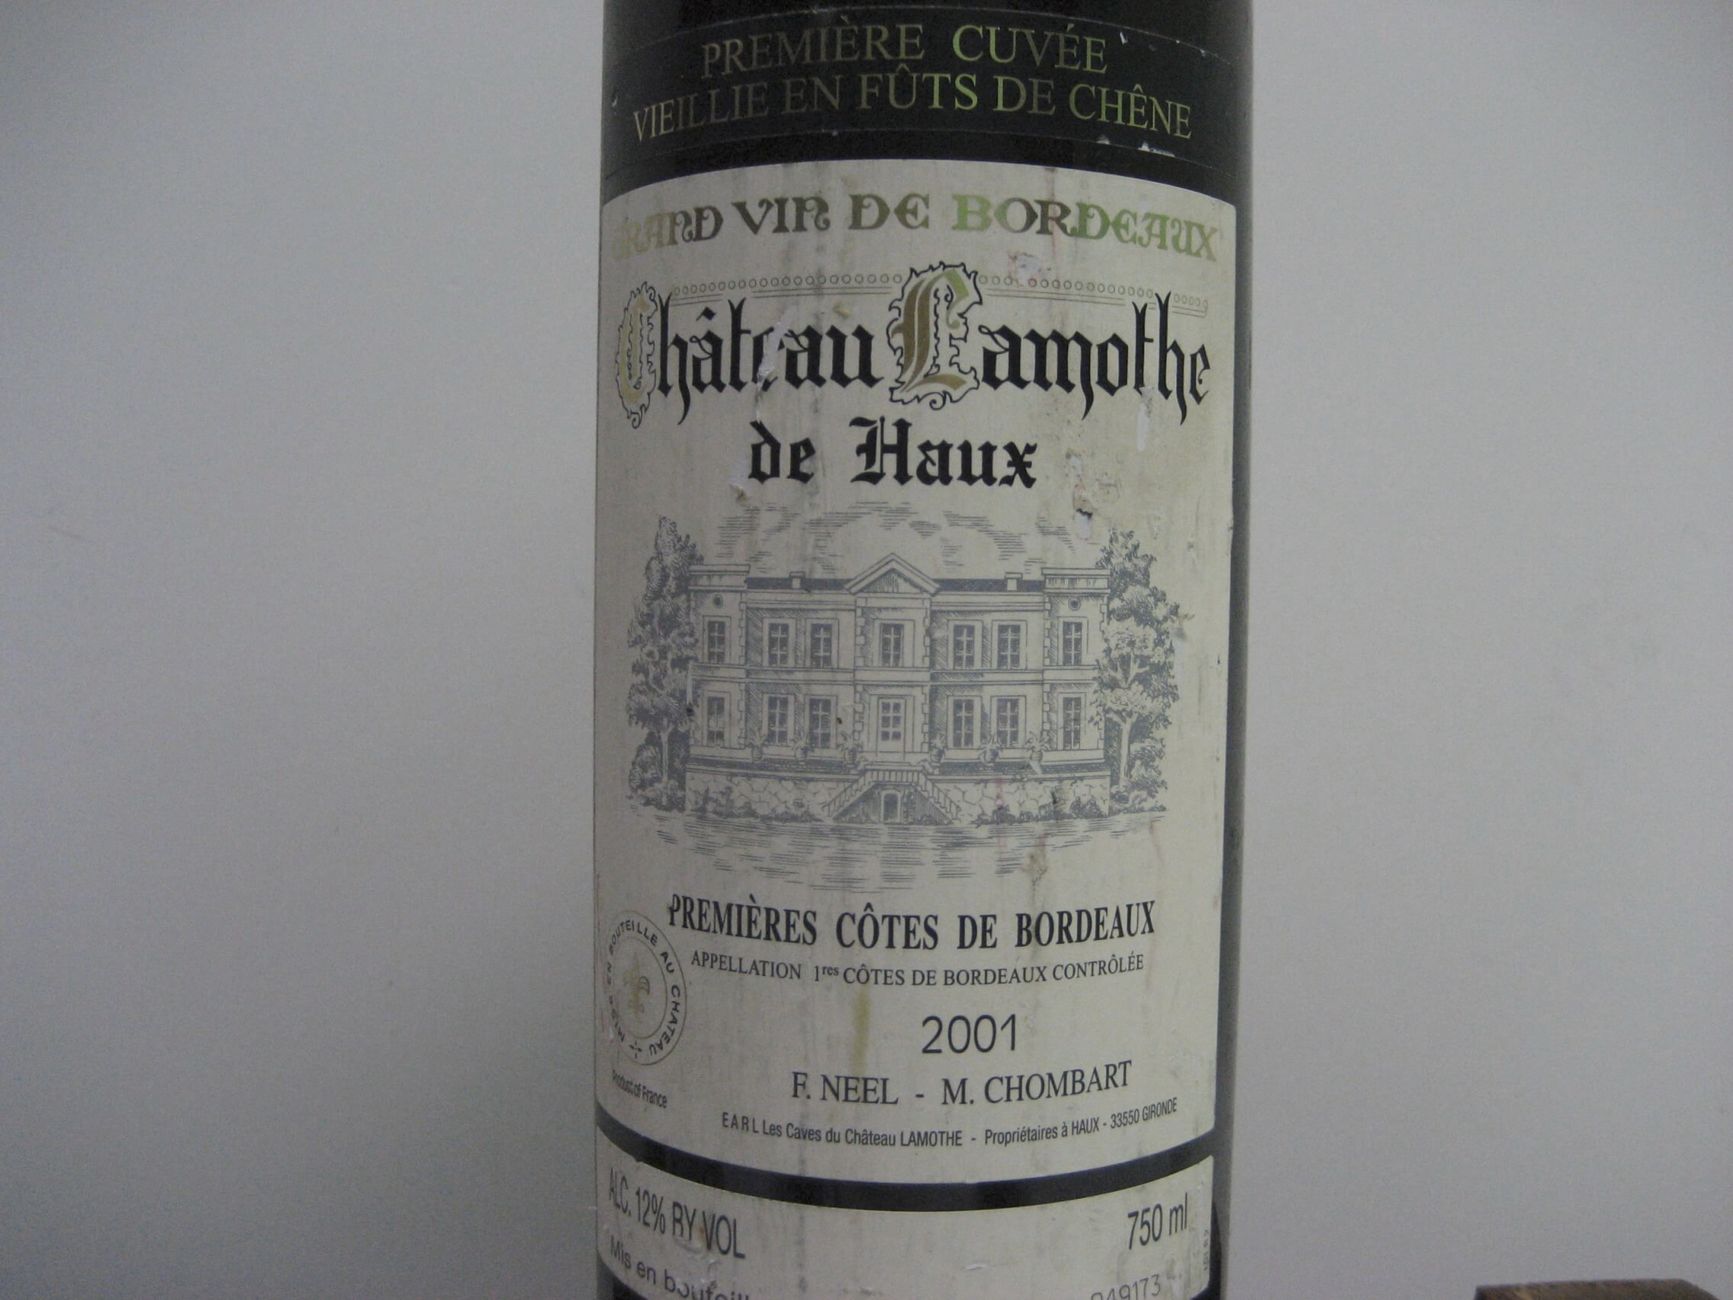 PREMIÈRE CUVÉE
VIEILLIE EN FÛTS DE CHÊNE
GRAND VIN DE BORDEAUX
Château Lamothe
de Haux
PREMIÈRES CÔTES DE BORDEAUX
APPELLATION 1res CÔTES DE BORDEAUX CONTRÔLÉE
MIS EN BOUTEILLE AU CHATEAU
2001
Product of France
F. NEEL - M. CHOMBART
EARL Les Caves du Château LAMOTHE - Propriétaires à HAUX - 33550 GIRONDE
ALC. 12% BY VOL
750 ml
Mis en